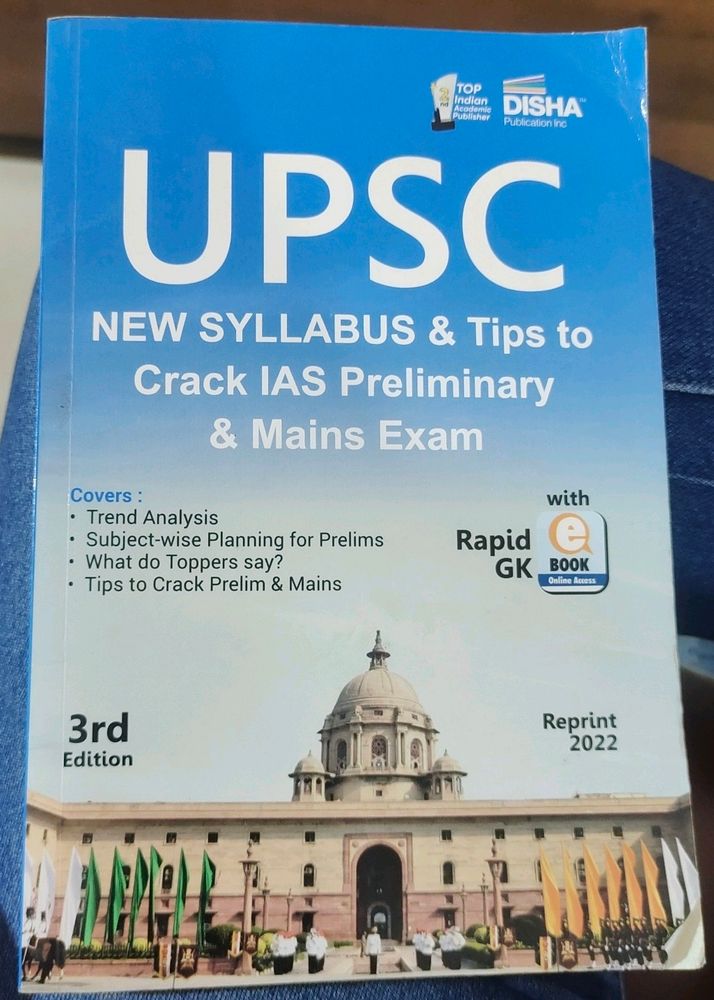 2nd
TOP
Indian
Academic
Publisher
DISHA™
Publication Inc
UPSC
NEW SYLLABUS & Tips to
Crack IAS Preliminary
& Mains Exam
Covers :
• Trend Analysis
• Subject-wise Planning for Prelims
• What do Toppers say?
• Tips to Crack Prelim & Mains
with
Rapid
GK
e
BOOK
Online Access
3rd
Edition
Reprint
2022